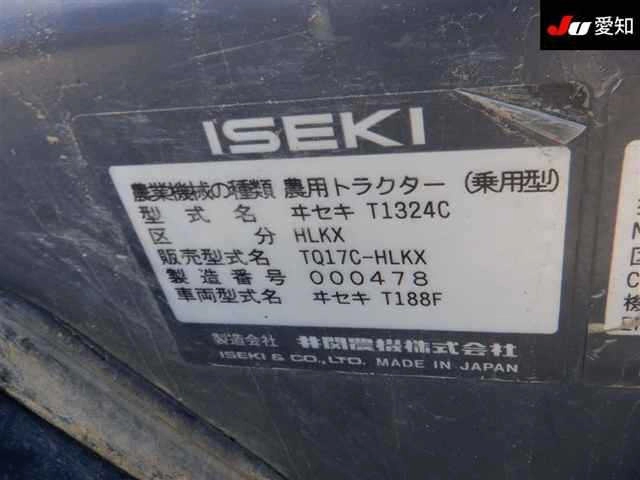 JU 愛知
ISEKI
農業機械の種類 農用トラクター (乗用型)
型式名 ヰセキ T1324C
区分 HLKX
販売型式名 TQ17C-HLKX
製造番号 000478
車両型式名 ヰセキ T188F
製造会社 井関農機株式会社
ISEKI & CO., LTD. MADE IN JAPAN